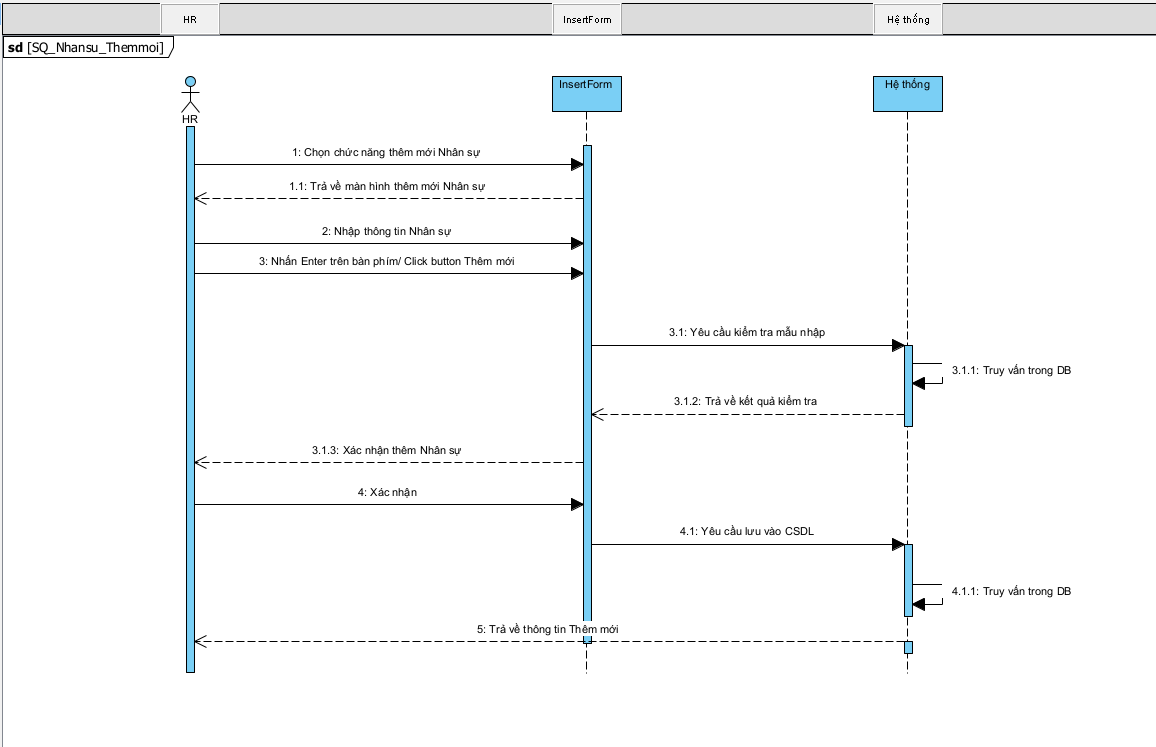 HR
InsertForm
Hệ thống
sd [SQ_Nhansu_Themmoi]
InsertForm
Hệ thống
HR
1: Chọn chức năng thêm mới Nhân sự
1.1: Trả về màn hình thêm mới Nhân sự
2: Nhập thông tin Nhân sự
3: Nhấn Enter trên bàn phím/ Click button Thêm mới
3.1: Yêu cầu kiểm tra mẫu nhập
3.1.1: Truy vấn trong DB
3.1.2: Trả về kết quả kiểm tra
3.1.3: Xác nhận thêm Nhân sự
4: Xác nhận
4.1: Yêu cầu lưu vào CSDL
4.1.1: Truy vấn trong DB
5: Trả về thông tin Thêm mới